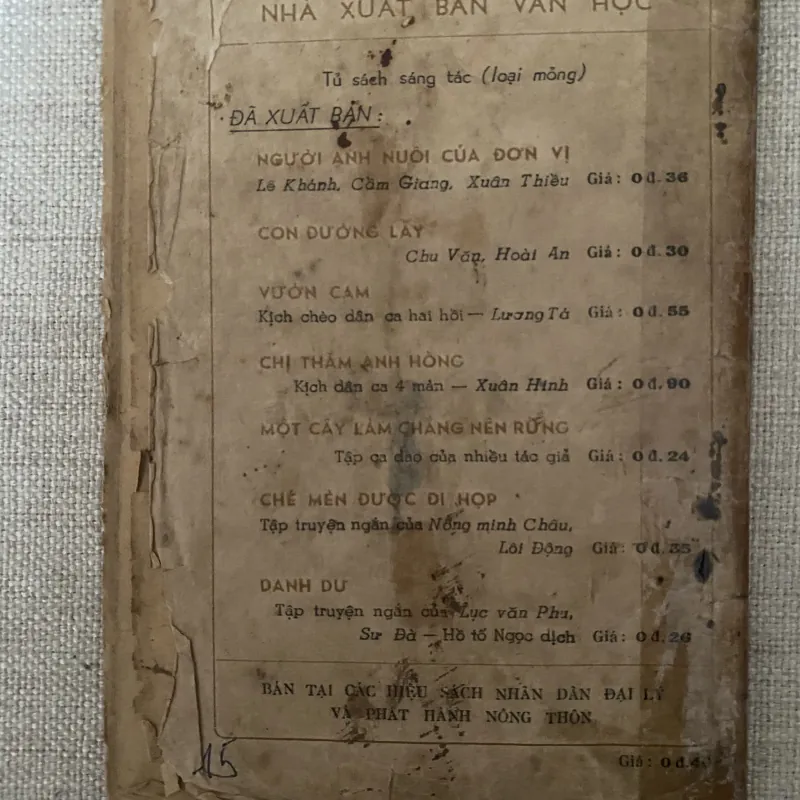 NHÀ XUẤT BẢN VĂN HỌC
Tủ sách sáng tác (loại mỏng)
ĐÃ XUẤT BẢN:
NGƯỜI ANH NUÔI CỦA ĐƠN VỊ
Lê Khánh, Cầm Giang, Xuân Thiều Giá: 0 đ. 36
CON ĐƯỜNG LẦY
Chu Văn, Hoài An Giá: 0 đ. 30
VƯỜN CAM
Kịch chèo dân ca hai hồi — Lương Tá Giá: 0 đ. 55
CHỊ THẮM ANH HỒNG
Kịch dân ca 4 màn — Xuân Hinh Giá: 0 đ. 90
MỘT CÂY LÀM CHẲNG NÊN RỪNG
Tập ca dao của nhiều tác giả Giá: 0 đ. 24
CHẾ MÈN ĐƯỢC ĐI HỌP
Tập truyện ngắn của Nông minh Châu,
Lôi Động Giá: 0 đ. 35
DANH DỰ
Tập truyện ngắn của Lục văn Phu,
Sư Đà — Hồ tố Ngọc dịch Giá: 0 đ. 26
BÁN TẠI CÁC HIỆU SÁCH NHÂN DÂN ĐẠI LÝ
VÀ PHÁT HÀNH NÔNG THÔN
15
Giá: 0 đ.